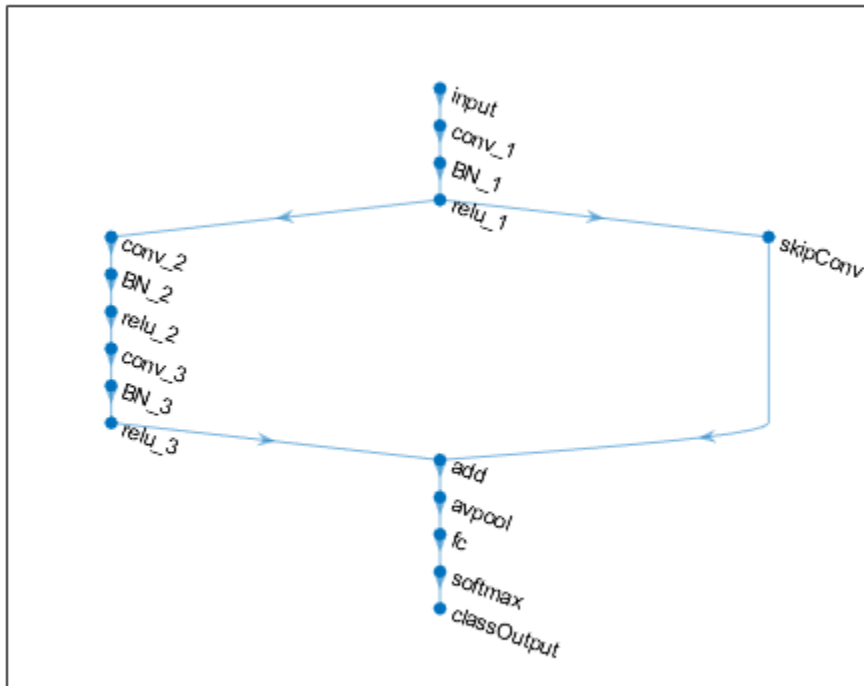 input
conv_1
BN_1
relu_1
conv_2
BN_2
relu_2
conv_3
BN_3
relu_3
skipConv
add
avpool
fc
softmax
classOutput